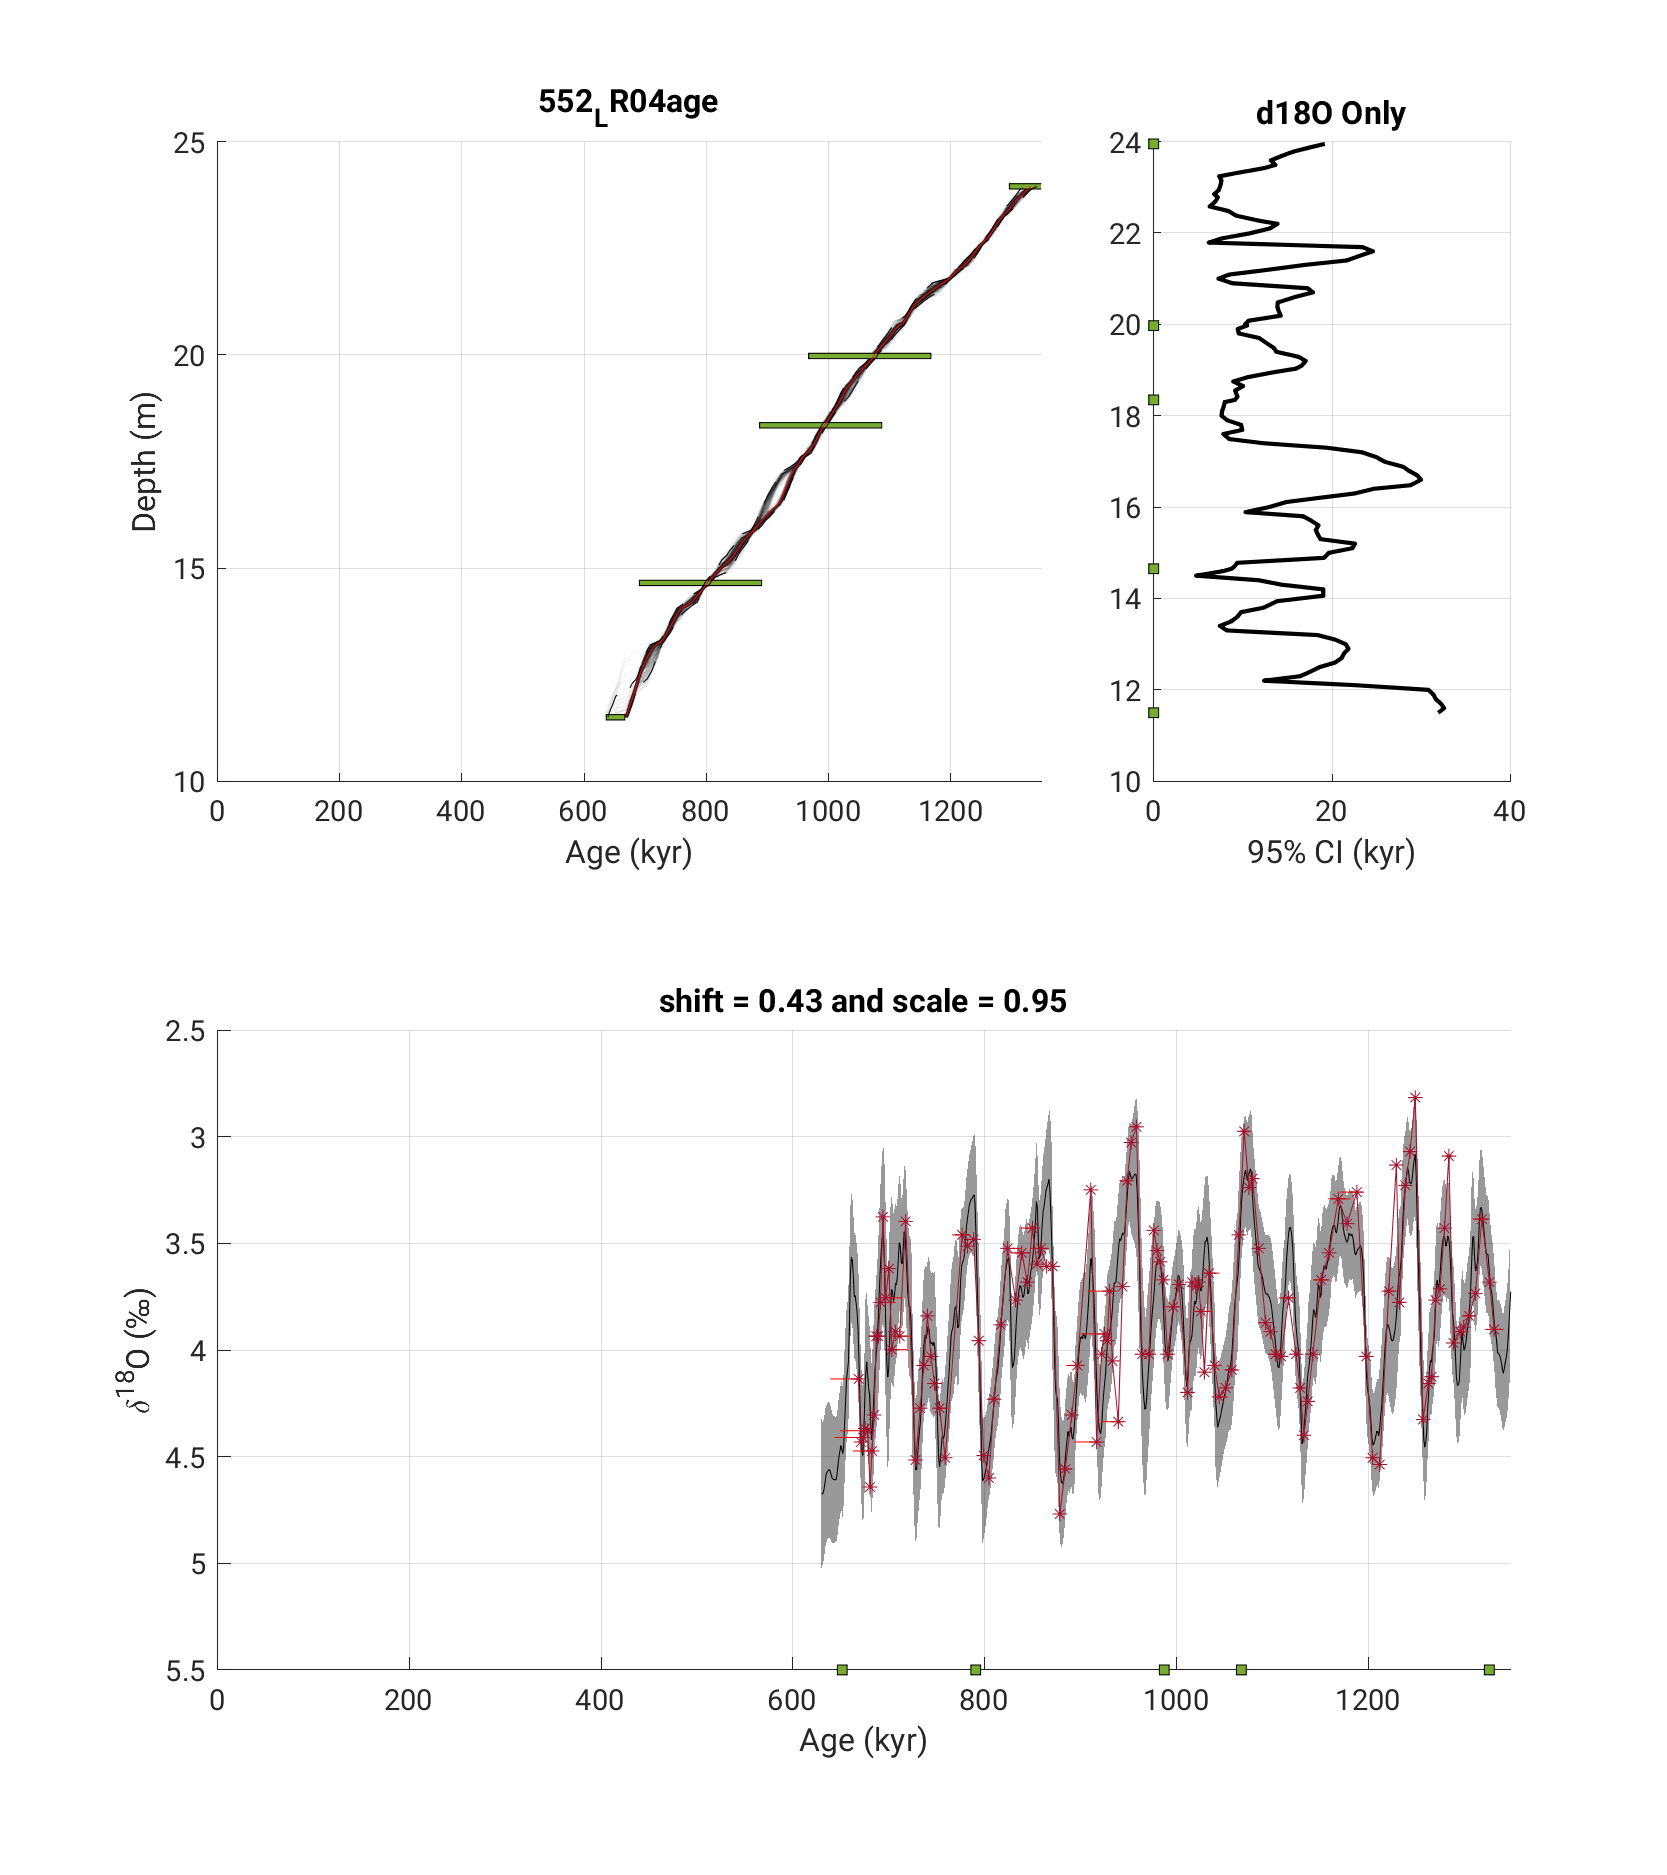 552LR04age
25
20
15
10
0 200 400 600 800 1000 1200
Age (kyr)
Depth (m)
d18O Only
24
22
20
18
16
14
12
10
0 20 40
95% CI (kyr)
shift = 0.43 and scale = 0.95
2.5
3
3.5
4
4.5
5
5.5
0 200 400 600 800 1000 1200
Age (kyr)
δ18O (‰)